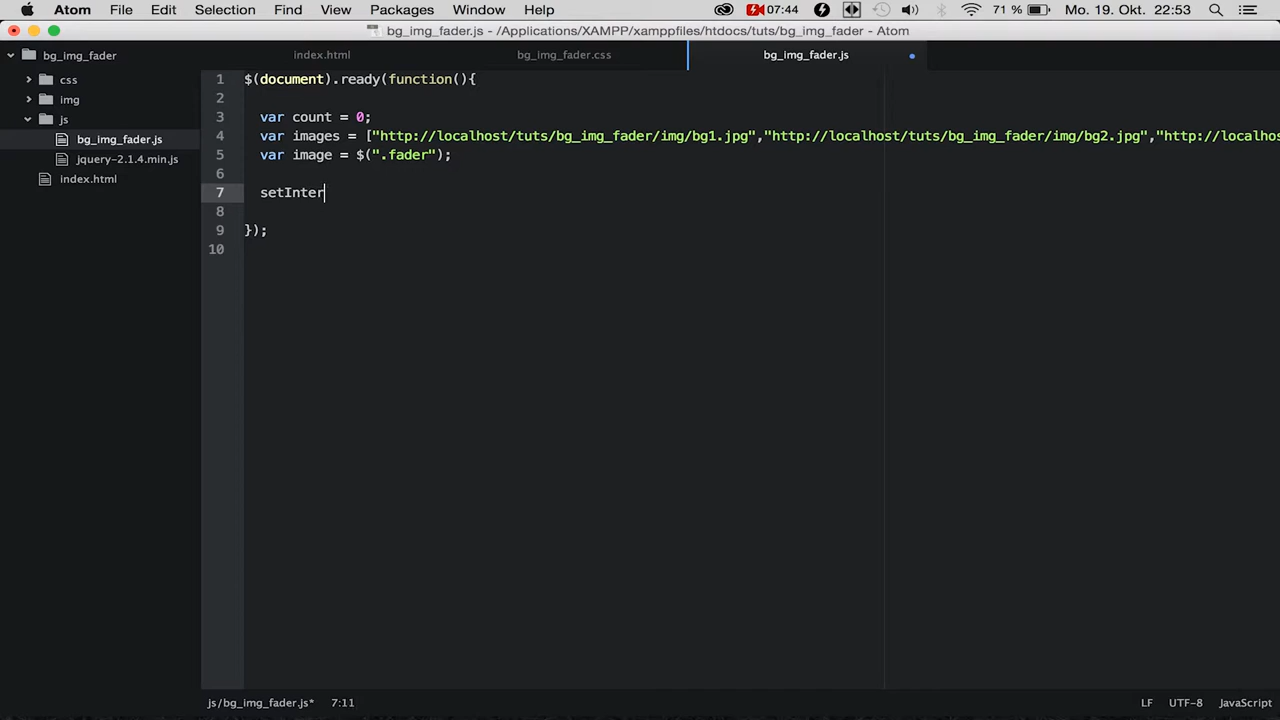 Atom File Edit Selection Find View Packages Window Help 07:44 71 % Mo. 19. Okt. 22:53
bg_img_fader.js - /Applications/XAMPP/xamppfiles/htdocs/tuts/bg_img_fader - Atom
bg_img_fader
css
img
js
bg_img_fader.js
jquery-2.1.4.min.js
index.html
index.html bg_img_fader.css bg_img_fader.js
1 $(document).ready(function(){
2
3 var count = 0;
4 var images = ["http://localhost/tuts/bg_img_fader/img/bg1.jpg","http://localhost/tuts/bg_img_fader/img/bg2.jpg","http://localhos
5 var image = $(".fader");
6
7 setInter
8
9 });
10
js/bg_img_fader.js* 7:11 LF UTF-8 JavaScript